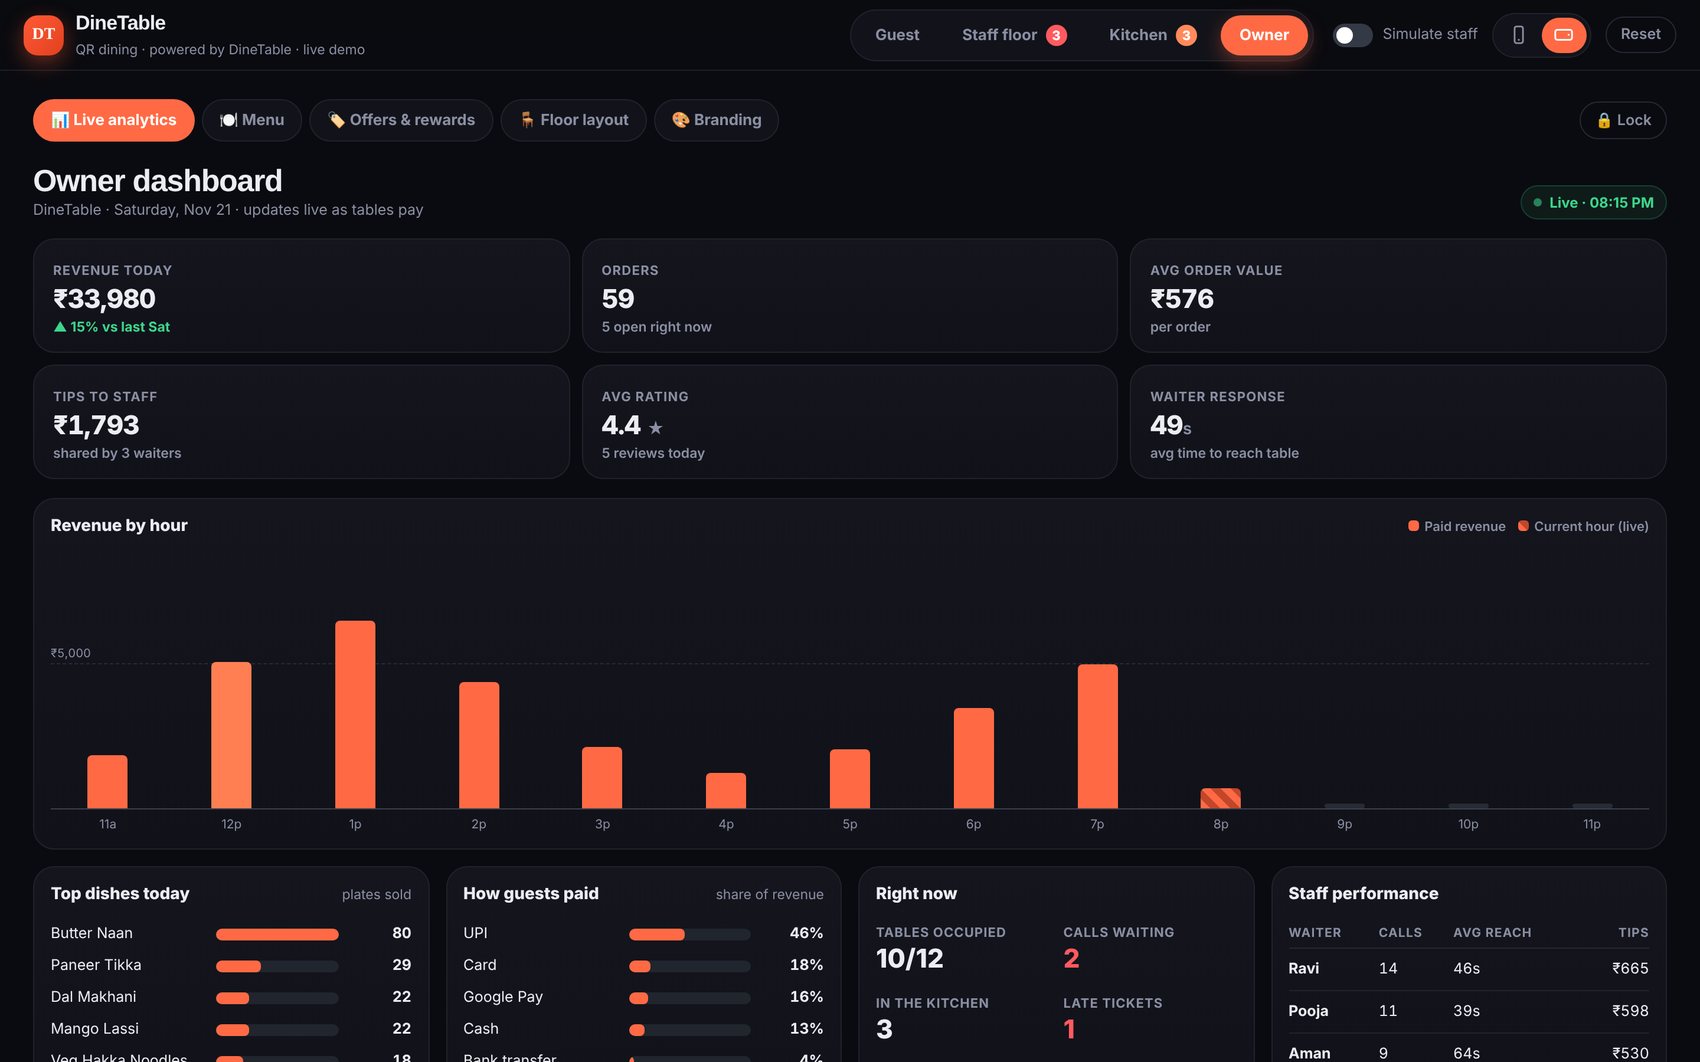 DT
DineTable
QR dining · powered by DineTable · live demo
Guest
Staff floor 3
Kitchen 3
Owner
Simulate staff
Reset
Live analytics
Menu
Offers & rewards
Floor layout
Branding
Lock
Owner dashboard
DineTable · Saturday, Nov 21 · updates live as tables pay
Live · 08:15 PM
REVENUE TODAY
₹33,980
▲ 15% vs last Sat
ORDERS
59
5 open right now
AVG ORDER VALUE
₹576
per order
TIPS TO STAFF
₹1,793
shared by 3 waiters
AVG RATING
4.4 ★
5 reviews today
WAITER RESPONSE
49s
avg time to reach table
Revenue by hour
Paid revenue
Current hour (live)
₹5,000
11a 12p 1p 2p 3p 4p 5p 6p 7p 8p 9p 10p 11p
Top dishes today plates sold
Butter Naan 80
Paneer Tikka 29
Dal Makhani 22
Mango Lassi 22
Veg Hakka Noodles 18
How guests paid share of revenue
UPI 46%
Card 18%
Google Pay 16%
Cash 13%
Bank transfer 4%
Right now
TABLES OCCUPIED
10/12
CALLS WAITING
2
IN THE KITCHEN
3
LATE TICKETS
1
Staff performance
WAITER CALLS AVG REACH TIPS
Ravi 14 46s ₹665
Pooja 11 39s ₹598
Aman 9 64s ₹530